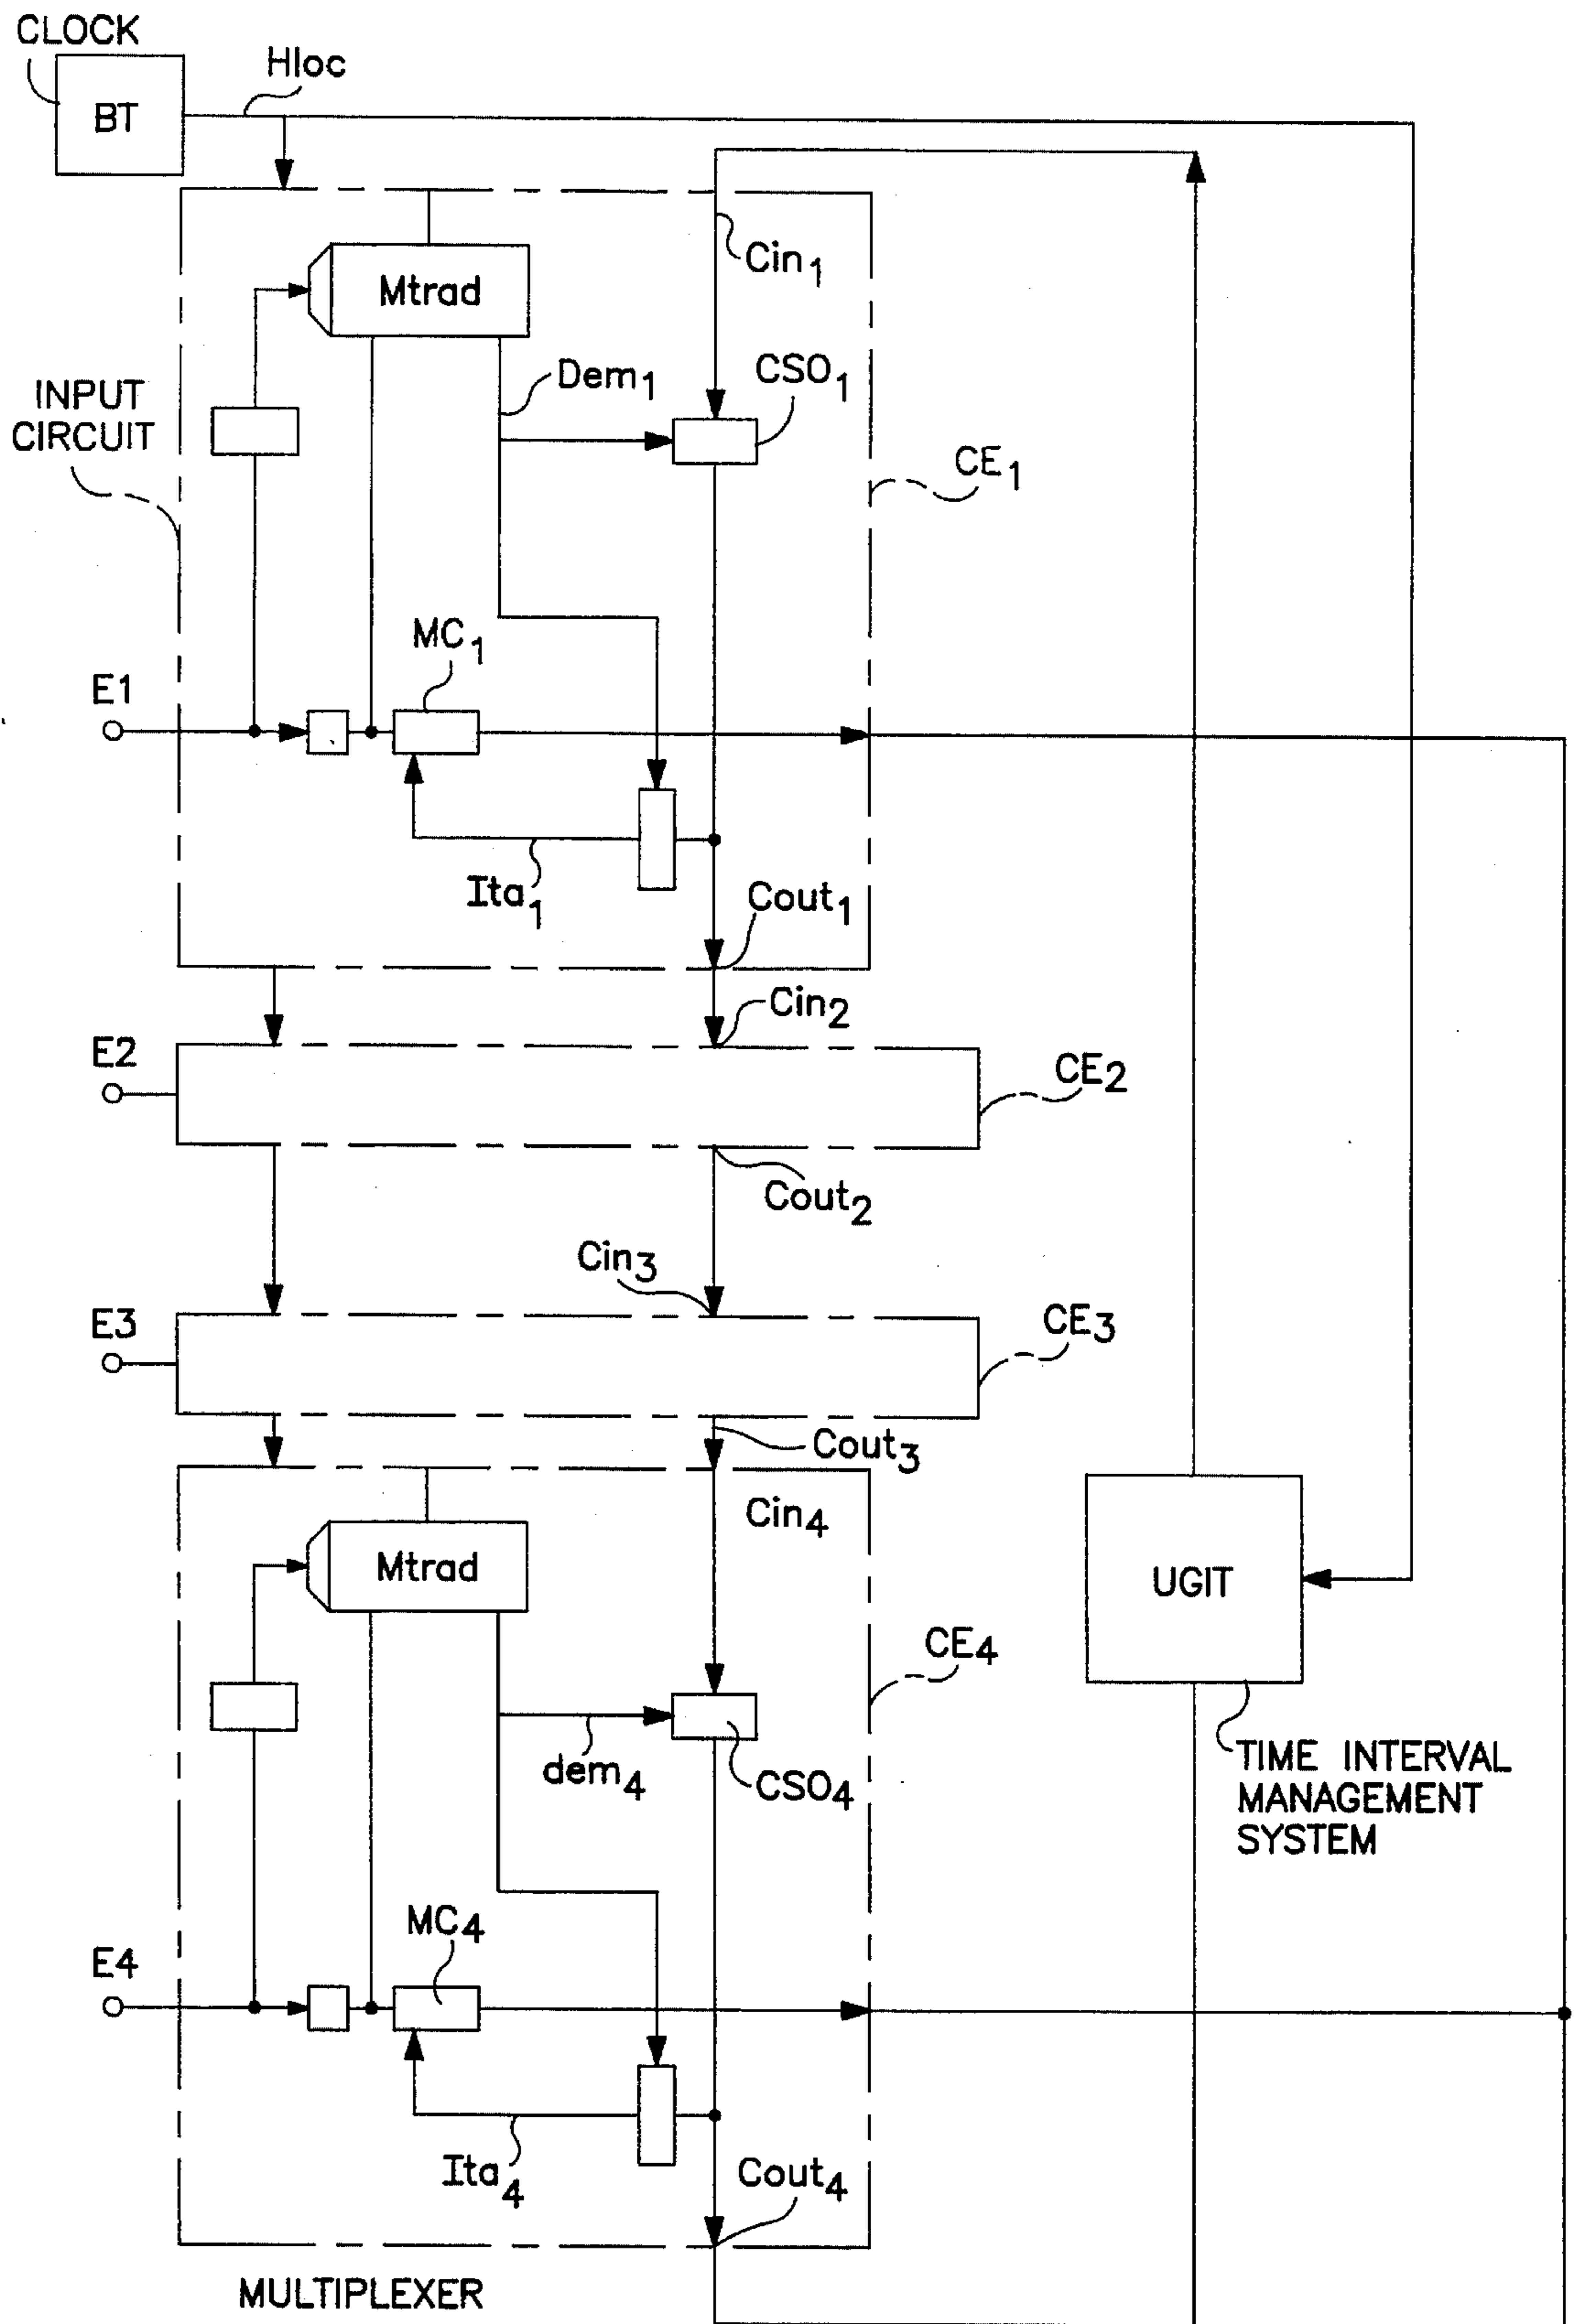 CLOCK
BT
Hloc
Cin1
Mtrad
Dem1
CSO1
INPUT
CIRCUIT
CE1
MC1
E1
Ita1
Cout1
Cin2
E2
CE2
Cout2
Cin3
E3
CE3
Cout3
Cin4
Mtrad
UGIT
CE4
dem4
CSO4
TIME INTERVAL
MANAGEMENT
SYSTEM
MC4
E4
Ita4
Cout4
MULTIPLEXER